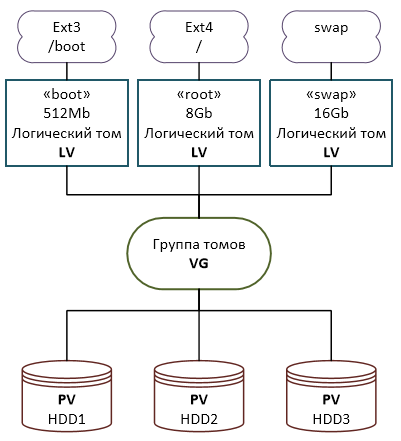 Ext3
/boot
Ext4
/
swap
«boot»
512Mb
Логический том
LV
«root»
8Gb
Логический том
LV
«swap»
16Gb
Логический том
LV
Группа томов
VG
PV
HDD1
PV
HDD2
PV
HDD3